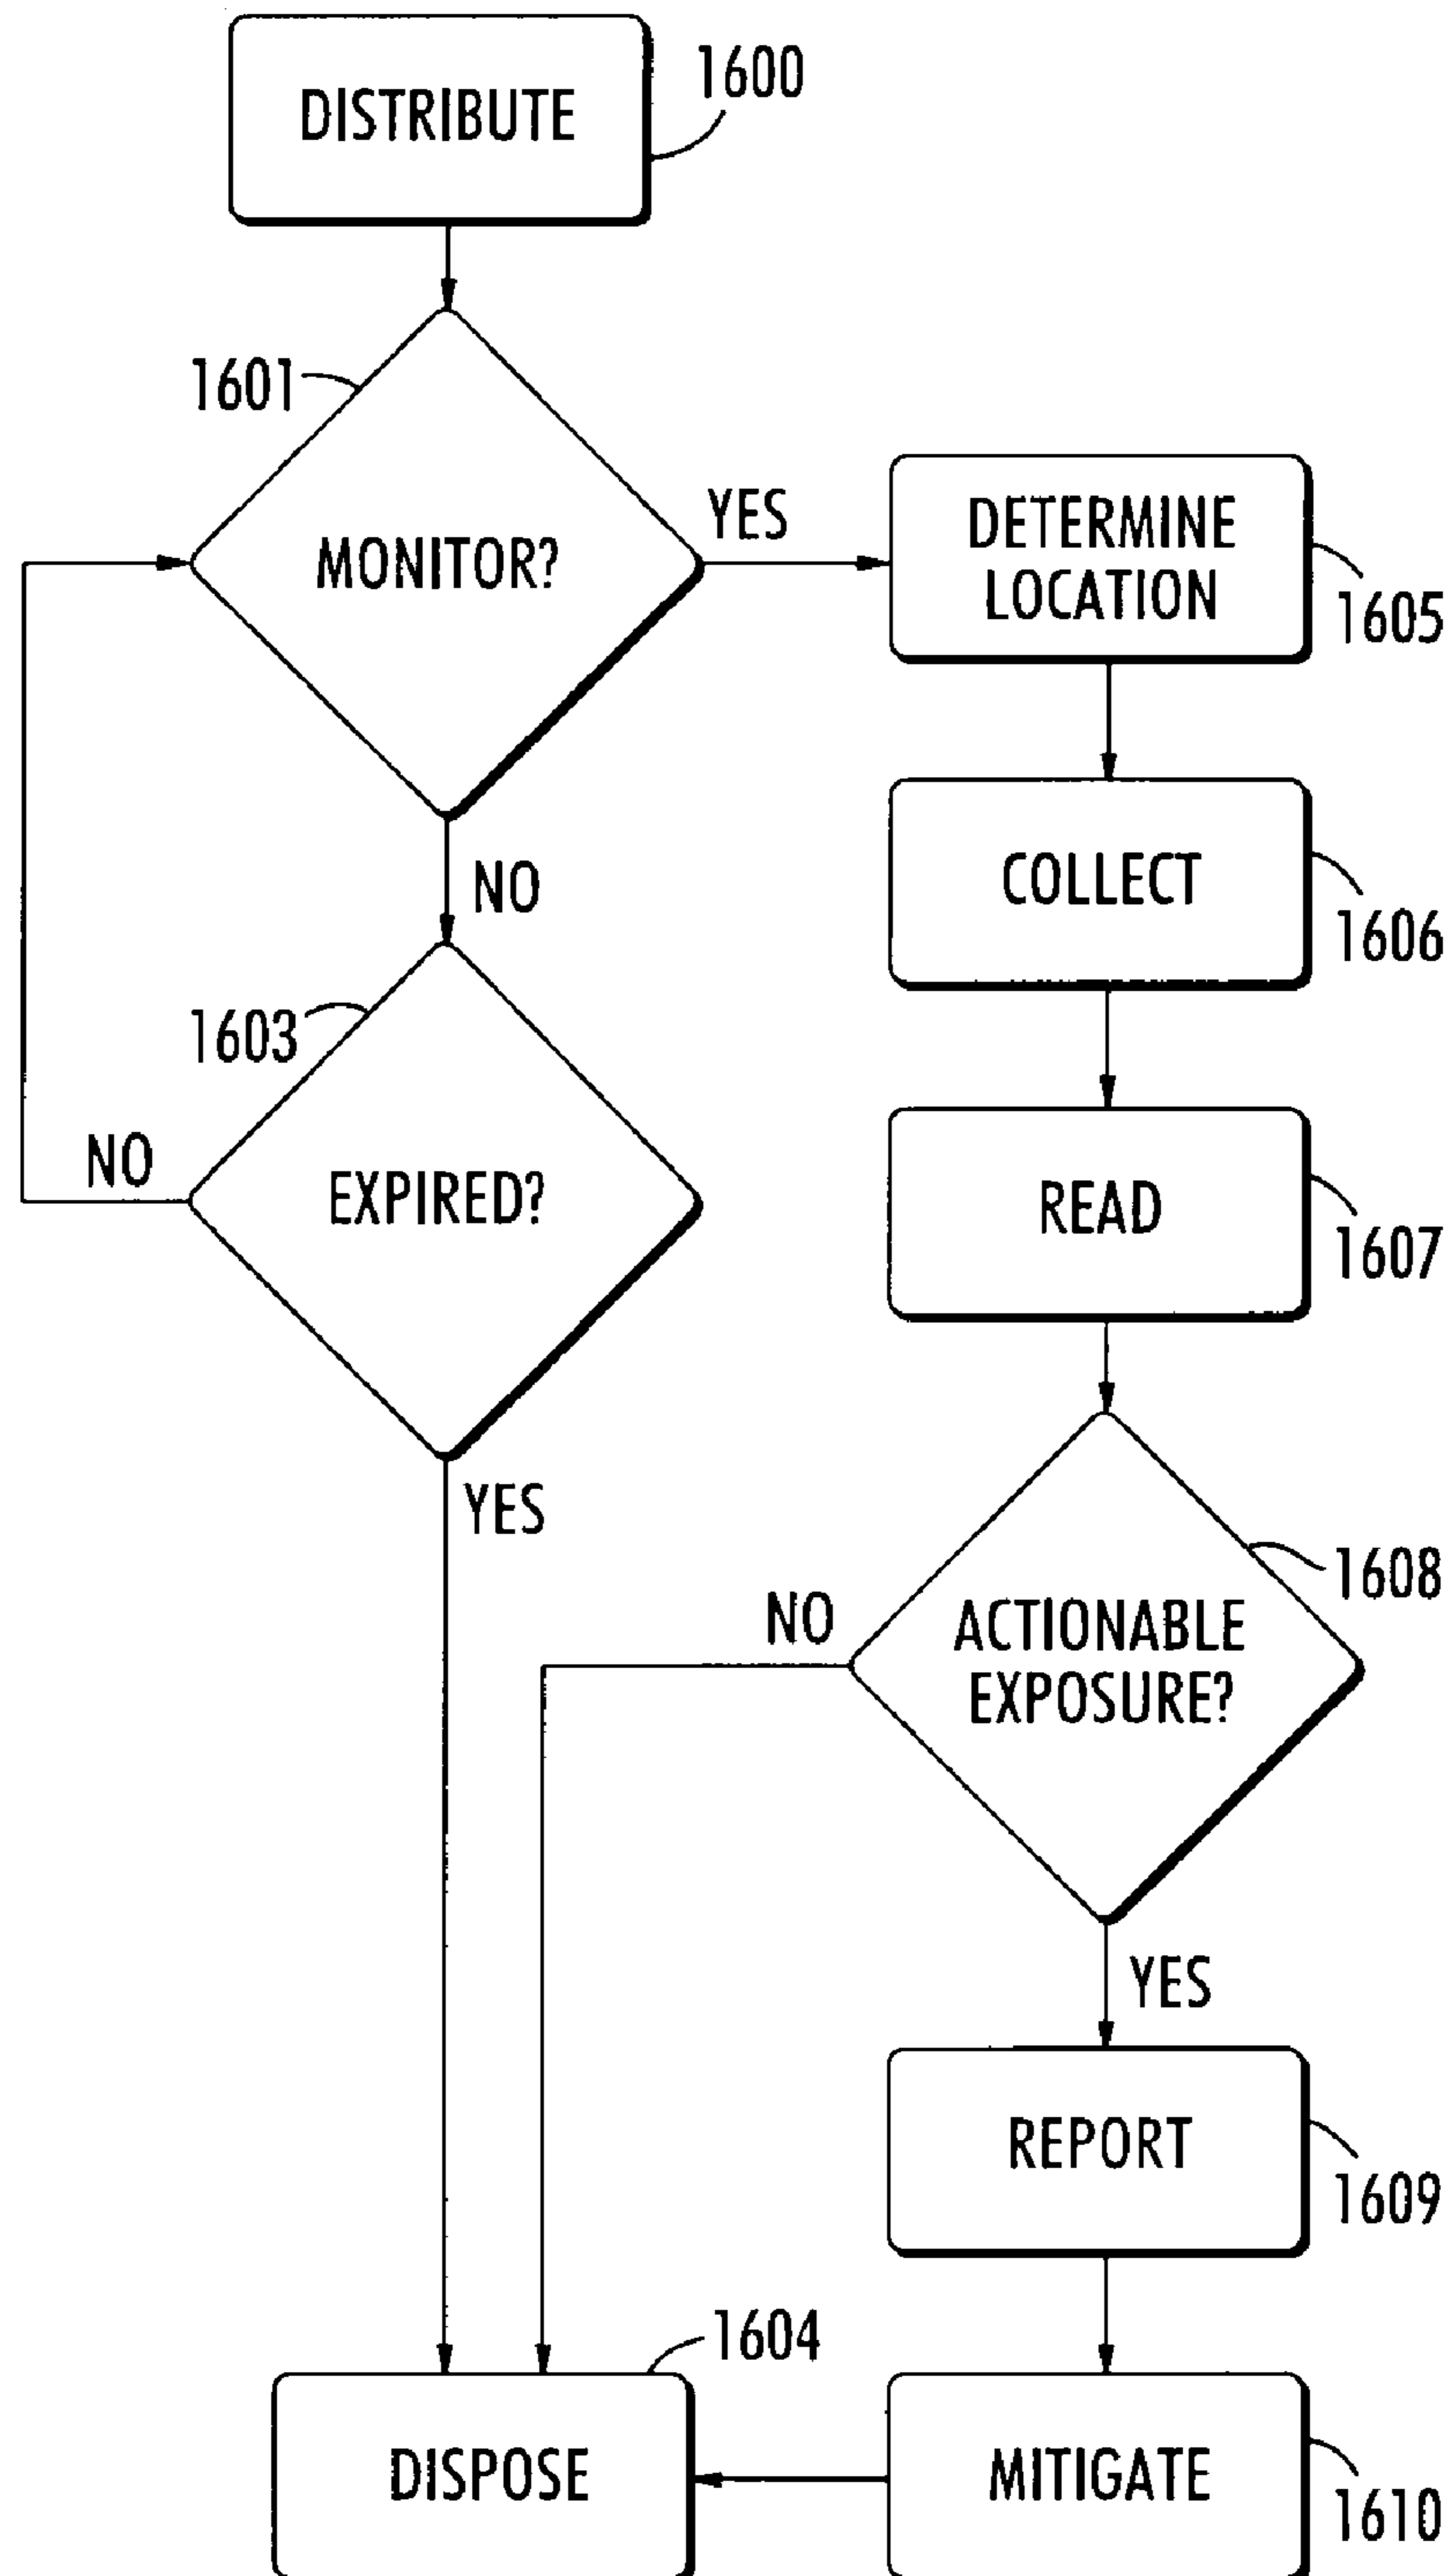 DISTRIBUTE
1600
1601
MONITOR?
YES
DETERMINE
LOCATION
1605
NO
COLLECT
1606
1603
EXPIRED?
NO
READ
1607
YES
NO
ACTIONABLE
EXPOSURE?
1608
YES
REPORT
1609
1604
DISPOSE
MITIGATE
1610